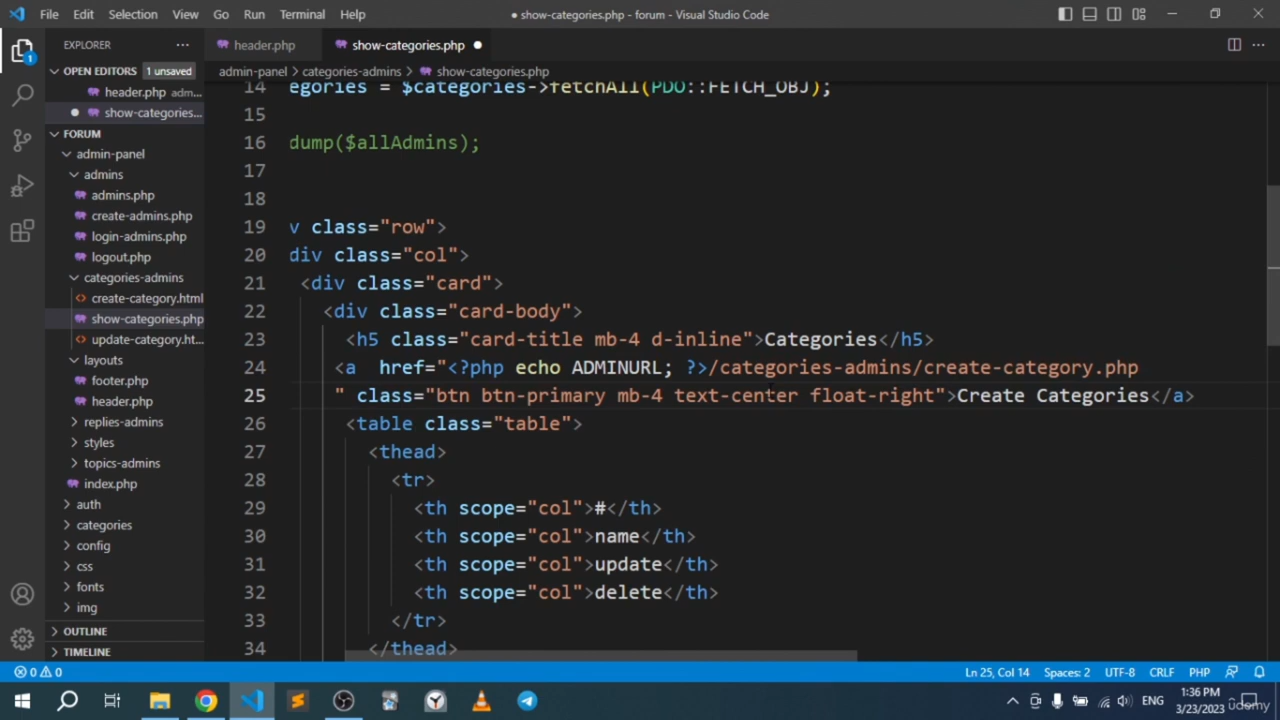 File Edit Selection View Go Run Terminal Help
● show-categories.php - forum - Visual Studio Code
EXPLORER
header.php
show-categories.php
OPEN EDITORS 1 unsaved
header.php adm...
show-categories...
admin-panel > categories-admins > show-categories.php
FORUM
admin-panel
admins
admins.php
create-admins.php
login-admins.php
logout.php
categories-admins
create-category.html
show-categories.php
update-category.ht...
layouts
footer.php
header.php
replies-admins
styles
topics-admins
index.php
auth
categories
config
css
fonts
img
OUTLINE
TIMELINE
14 egories = $categories->fetchAll(PDO::FETCH_OBJ);
15
16 dump($allAdmins);
17
18
19 v class="row">
20 div class="col">
21 <div class="card">
22 <div class="card-body">
23 <h5 class="card-title mb-4 d-inline">Categories</h5>
24 <a  href="<?php echo ADMINURL; ?>/categories-admins/create-category.php
25 " class="btn btn-primary mb-4 text-center float-right">Create Categories</a>
26 <table class="table">
27 <thead>
28 <tr>
29 <th scope="col">#</th>
30 <th scope="col">name</th>
31 <th scope="col">update</th>
32 <th scope="col">delete</th>
33 </tr>
34 </thead>
0 0
Ln 25, Col 14 Spaces: 2 UTF-8 CRLF PHP
ENG
1:36 PM
3/23/2023
udemy